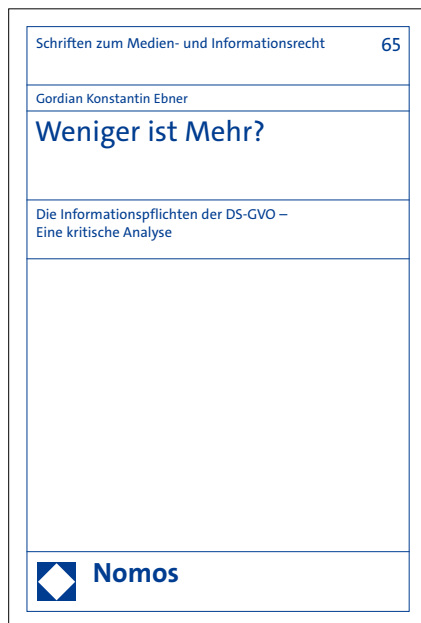 Schriften zum Medien- und Informationsrecht 65
Gordian Konstantin Ebner
Weniger ist Mehr?
Die Informationspflichten der DS-GVO –
Eine kritische Analyse
Nomos